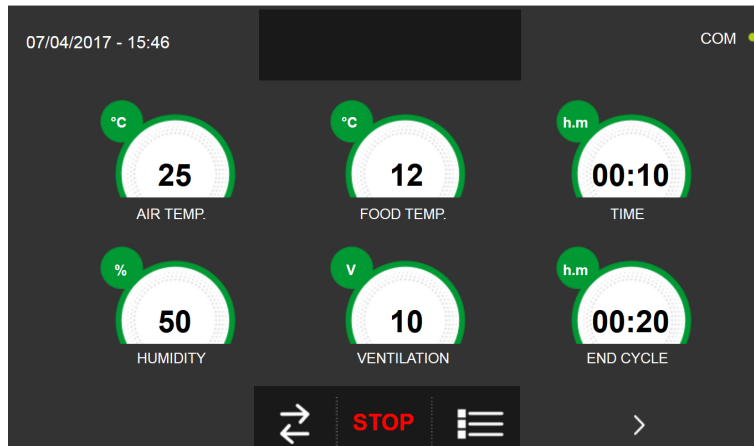 07/04/2017 - 15:46
COM
°C
°C
h.m
25
12
00:10
AIR TEMP.
FOOD TEMP.
TIME
%
V
h.m
50
10
00:20
HUMIDITY
VENTILATION
END CYCLE
STOP